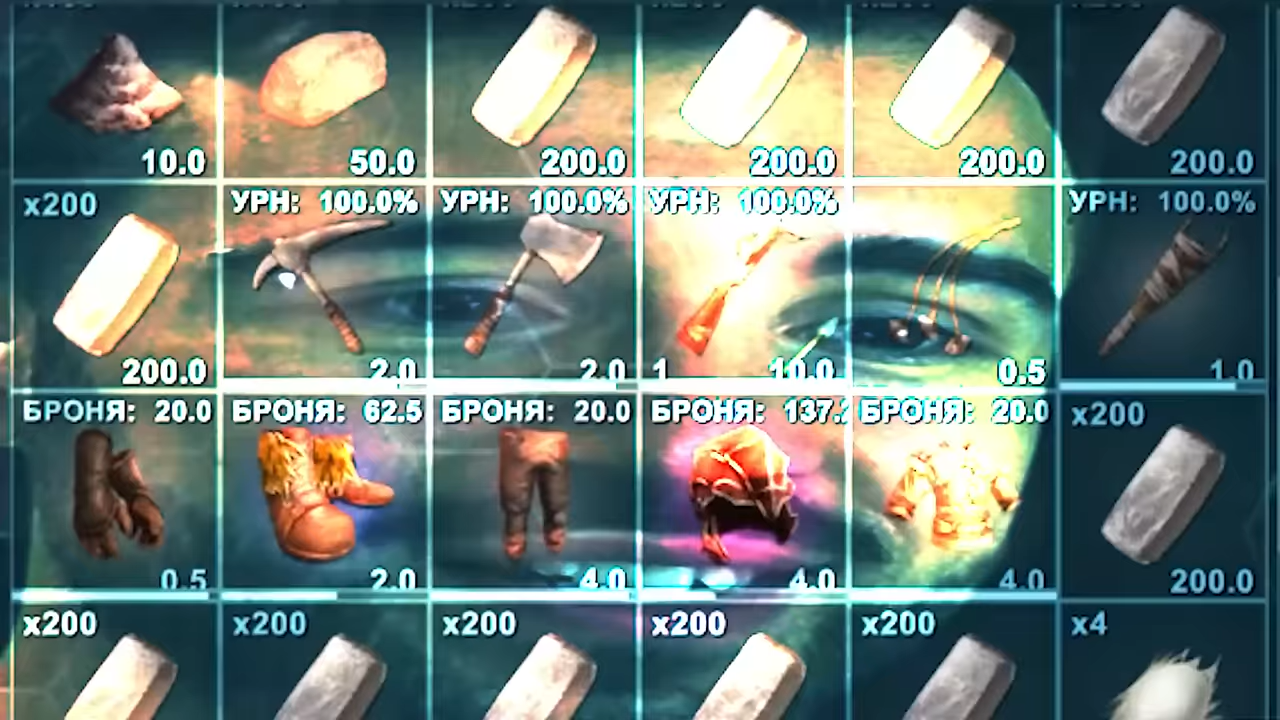 10.0 50.0 200.0 200.0 200.0 200.0
x200 УРН: 100.0% УРН: 100.0% УРН: 100.0% УРН: 100.0%
200.0 2.0 2.0 1 10.0 0.5 1.0
БРОНЯ: 20.0 БРОНЯ: 62.5 БРОНЯ: 20.0 БРОНЯ: 137.2 БРОНЯ: 20.0 x200
0.5 2.0 4.0 4.0 4.0 200.0
x200 x200 x200 x200 x200 x4